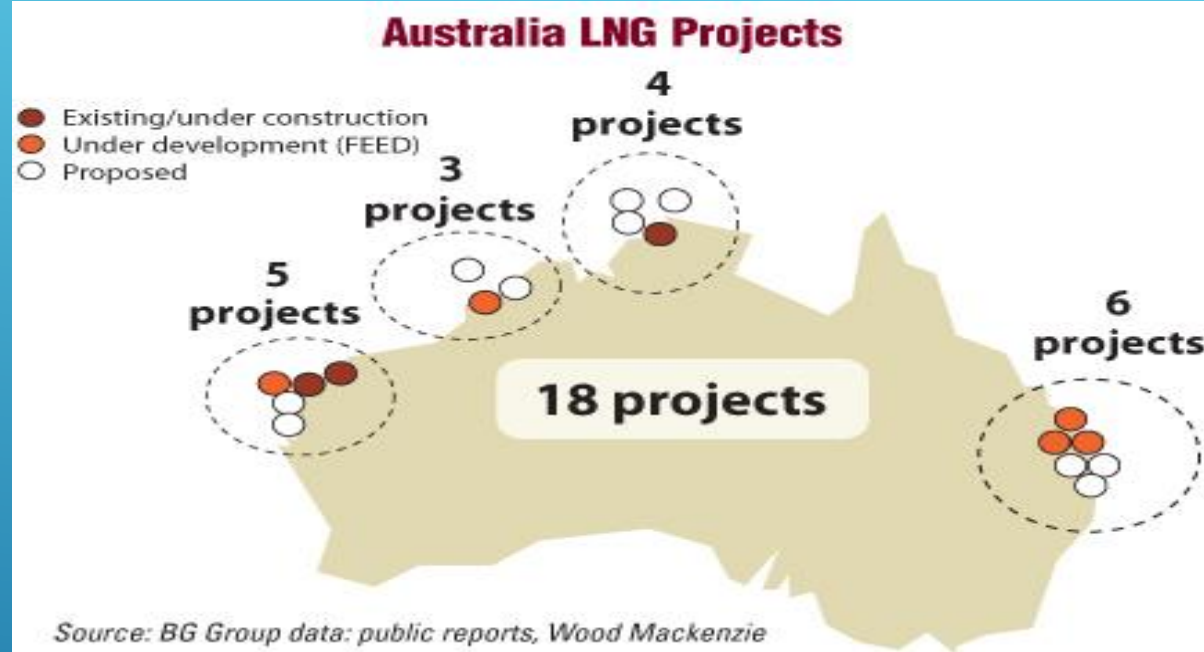 Australia LNG Projects
Existing/under construction
Under development (FEED)
Proposed
4
projects
3
projects
5
projects
6
projects
18 projects
Source: BG Group data: public reports, Wood Mackenzie